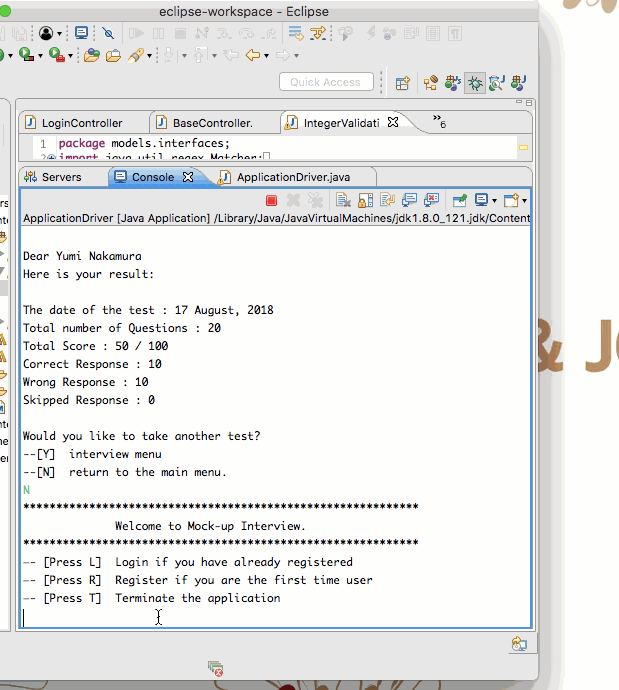 eclipse-workspace - Eclipse
Quick Access
LoginController
BaseController.
IntegerValidati
»6
1 package models.interfaces;
2 import java.util.regex.Matcher;
Servers
Console
ApplicationDriver.java
ApplicationDriver [Java Application] /Library/Java/JavaVirtualMachines/jdk1.8.0_121.jdk/Content
Dear Yumi Nakamura
Here is your result:
The date of the test : 17 August, 2018
Total number of Questions : 20
Total Score : 50 / 100
Correct Response : 10
Wrong Response : 10
Skipped Response : 0
Would you like to take another test?
--[Y]  interview menu
--[N]  return to the main menu.
N
************************************************************
Welcome to Mock-up Interview.
************************************************************
-- [Press L]  Login if you have already registered
-- [Press R]  Register if you are the first time user
-- [Press T]  Terminate the application
& J